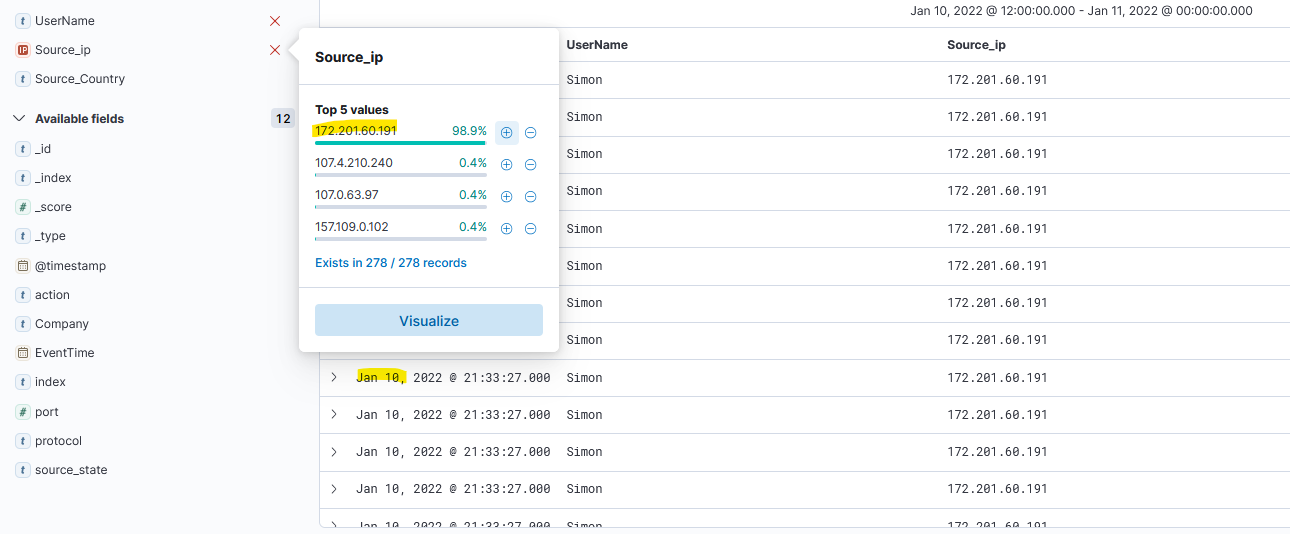 Jan 10, 2022 @ 12:00:00.000 - Jan 11, 2022 @ 00:00:00.000
t UserName
IP Source_ip
t Source_Country
Available fields 12
t _id
t _index
# _score
t _type
@timestamp
t action
t Company
EventTime
t index
# port
t protocol
t source_state
Source_ip
Top 5 values
172.201.60.191 98.9%
107.4.210.240 0.4%
107.0.63.97 0.4%
157.109.0.102 0.4%
Exists in 278 / 278 records
Visualize
UserName Source_ip
Simon 172.201.60.191
Simon 172.201.60.191
Simon 172.201.60.191
Simon 172.201.60.191
Simon 172.201.60.191
Simon 172.201.60.191
Simon 172.201.60.191
Simon 172.201.60.191
Jan 10, 2022 @ 21:33:27.000 Simon 172.201.60.191
Jan 10, 2022 @ 21:33:27.000 Simon 172.201.60.191
Jan 10, 2022 @ 21:33:27.000 Simon 172.201.60.191
Jan 10, 2022 @ 21:33:27.000 Simon 172.201.60.191
Jan 10, 2022 @ 21:33:27.000 Simon 172.201.60.191